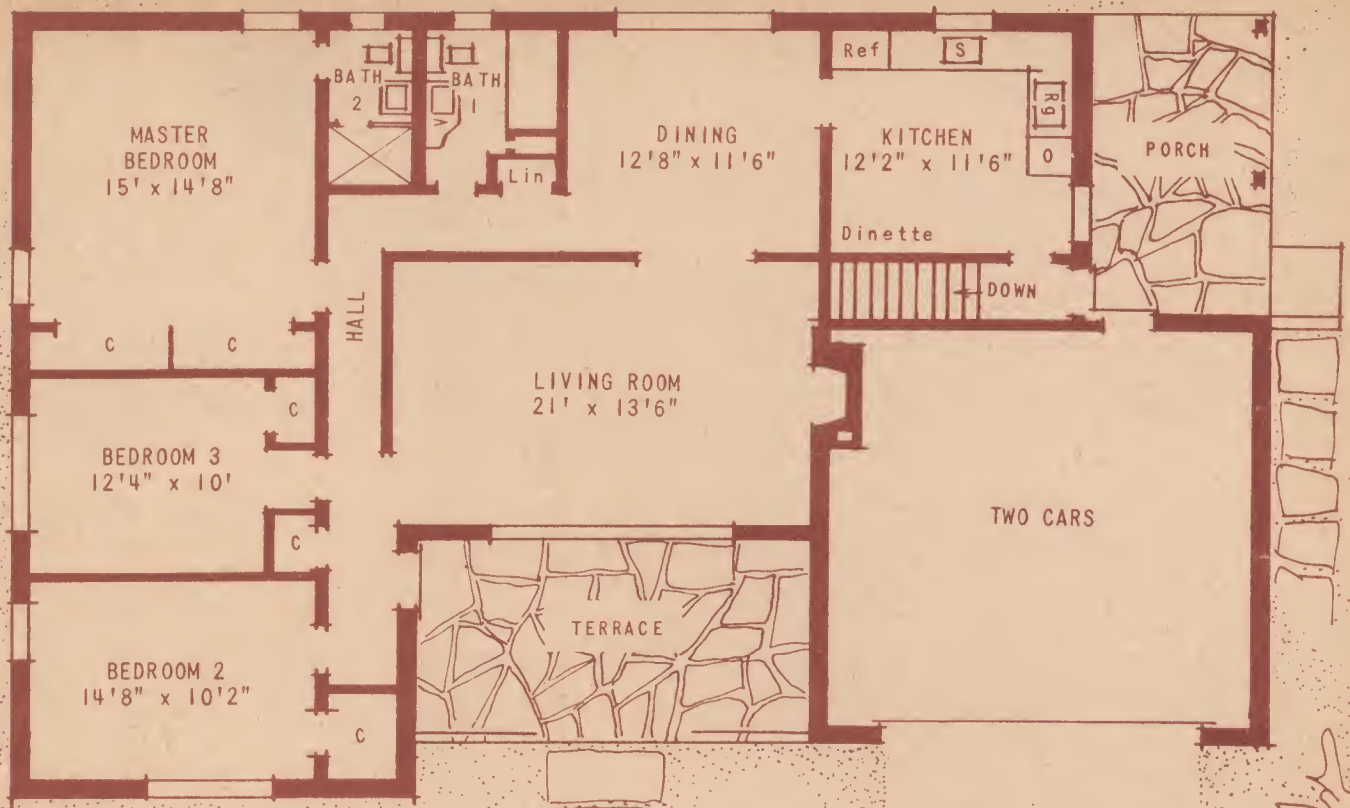 MASTER
BEDROOM
15' x 14'8"
BATH
2
BATH
1
V
Lin
DINING
12'8" x 11'6"
Ref
S
Rg
O
KITCHEN
12'2" x 11'6"
Dinette
PORCH
DOWN
HALL
C
C
LIVING ROOM
21' x 13'6"
C
BEDROOM 3
12'4" x 10'
C
TWO CARS
TERRACE
BEDROOM 2
14'8" x 10'2"
C